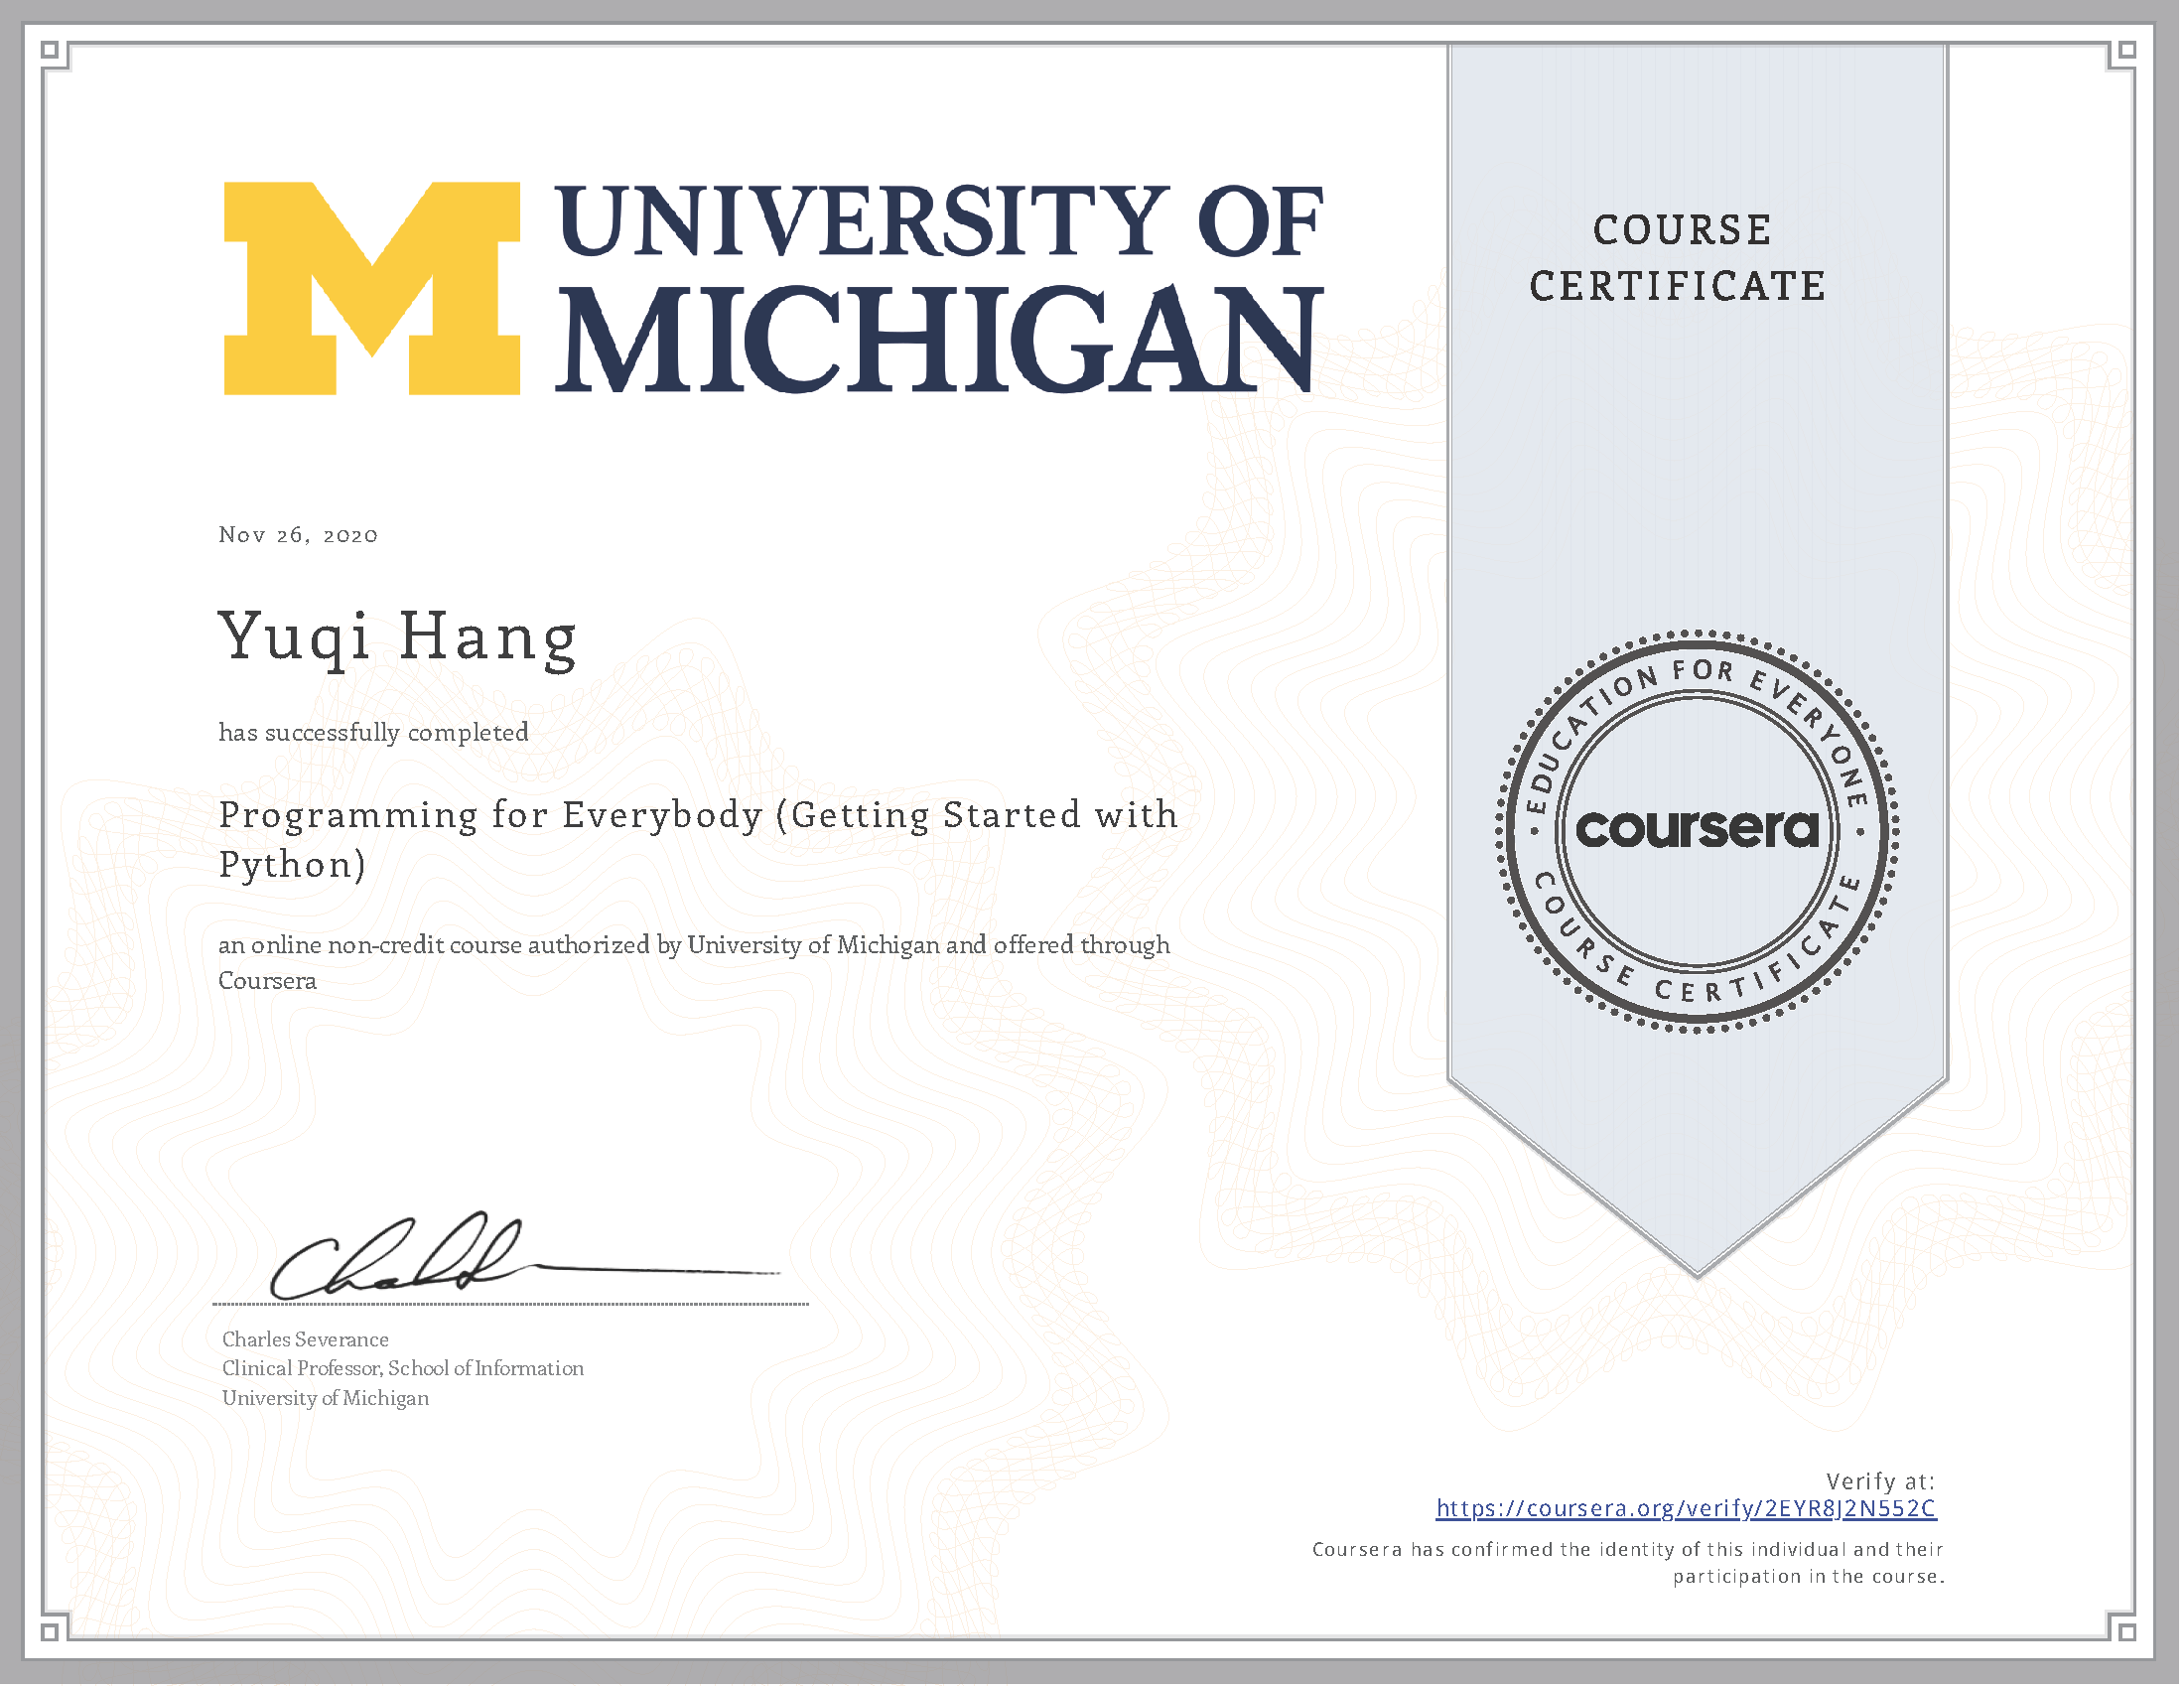 M UNIVERSITY OF
MICHIGAN
COURSE
CERTIFICATE
Nov 26, 2020
Yuqi Hang
has successfully completed
Programming for Everybody (Getting Started with
Python)
an online non-credit course authorized by University of Michigan and offered through
Coursera
EDUCATION FOR EVERYONE
coursera
COURSE CERTIFICATE
Charles Severance
Clinical Professor, School of Information
University of Michigan
Verify at:
https://coursera.org/verify/2EYR8J2N552C
Coursera has confirmed the identity of this individual and their
participation in the course.